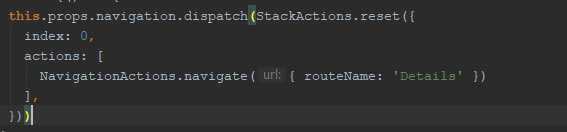 this.props.navigation.dispatch(StackActions.reset({
  index: 0,
  actions: [
    NavigationActions.navigate( url: { routeName: 'Details' })
  ],
}))